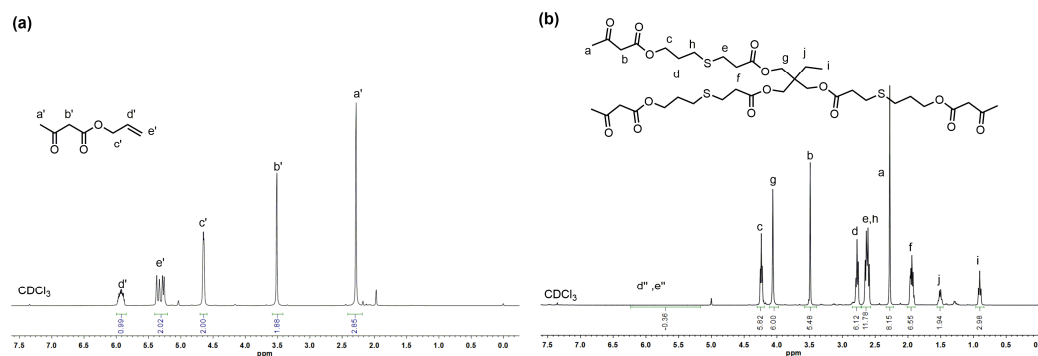 (a)
a'
b'
d'
O
e'
O
O
c'
a'
b'
c'
e'
d'
CDCl3
0.99
2.02
2.00
1.88
2.85
7.5 7.0 6.5 6.0 5.5 5.0 4.5 4.0 3.5 3.0 2.5 2.0 1.5 1.0 0.5 0.0
ppm
(b)
O
O
c
h
e
O
g
j
a
b
O
S
f
O
i
d
O
O
S
O
O
O
S
O
O
O
O
O
O
O
b
a
g
e,h
c
d
f
i
j
d'' ,e''
CDCl3
-0.36
5.82
6.00
5.48
6.12
11.78
8.15
6.55
1.94
2.98
7.5 7.0 6.5 6.0 5.5 5.0 4.5 4.0 3.5 3.0 2.5 2.0 1.5 1.0 0.5 0.0
ppm